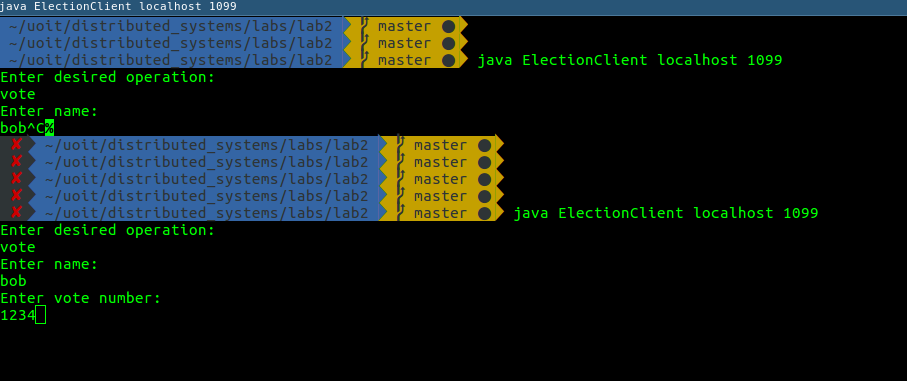 java ElectionClient localhost 1099
~/uoit/distributed_systems/labs/lab2 master ●
~/uoit/distributed_systems/labs/lab2 master ●
~/uoit/distributed_systems/labs/lab2 master ● java ElectionClient localhost 1099
Enter desired operation:
vote
Enter name:
bob^C%
✘ ~/uoit/distributed_systems/labs/lab2 master ●
✘ ~/uoit/distributed_systems/labs/lab2 master ●
✘ ~/uoit/distributed_systems/labs/lab2 master ●
✘ ~/uoit/distributed_systems/labs/lab2 master ●
✘ ~/uoit/distributed_systems/labs/lab2 master ● java ElectionClient localhost 1099
Enter desired operation:
vote
Enter name:
bob
Enter vote number:
1234